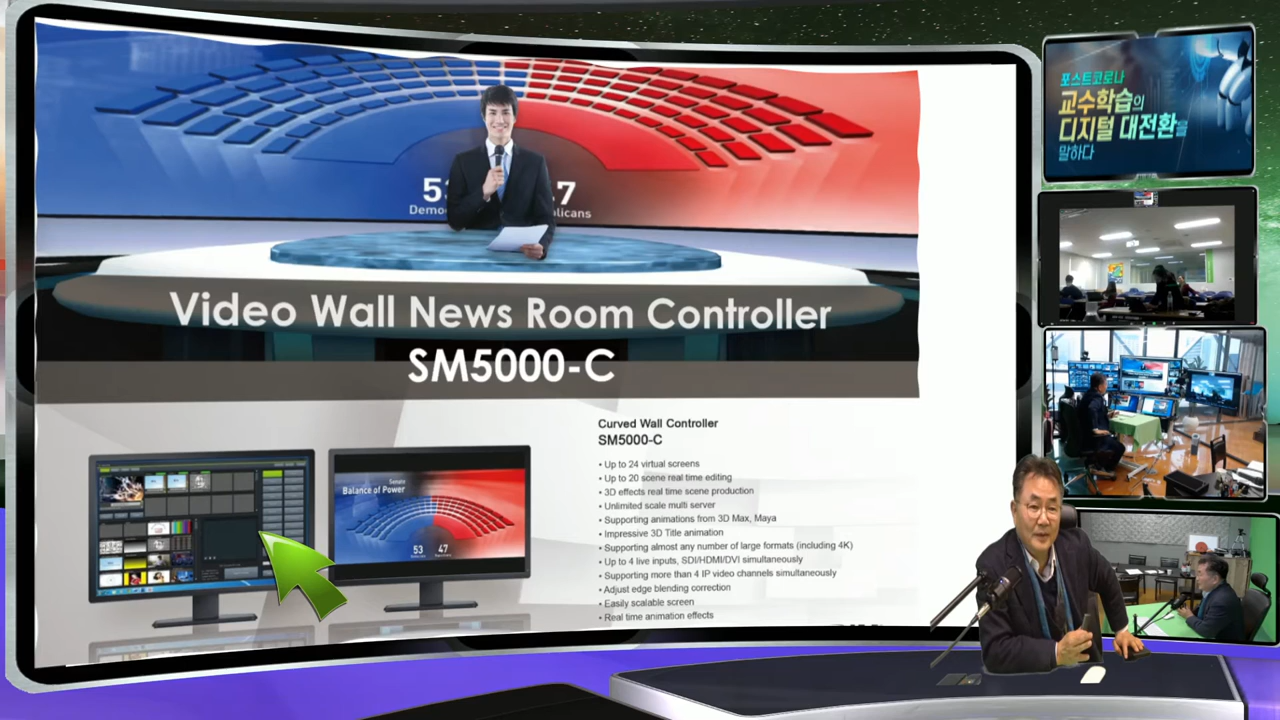 53
47
Democrats
Republicans
Video Wall News Room Controller
SM5000-C
Senate
Balance of Power
53 47
Curved Wall Controller
SM5000-C
• Up to 24 virtual screens
• Up to 20 scene real time editing
• 3D effects real time scene production
• Unlimited scale multi server
• Supporting animations from 3D Max, Maya
• Impressive 3D Title animation
• Supporting almost any number of large formats (including 4K)
• Up to 4 live inputs, SDI/HDMI/DVI simultaneously
• Supporting more than 4 IP video channels simultaneously
• Adjust edge blending correction
• Easily scalable screen
• Real time animation effects
포스트코로나
교수학습의
디지털 대전환을
말하다